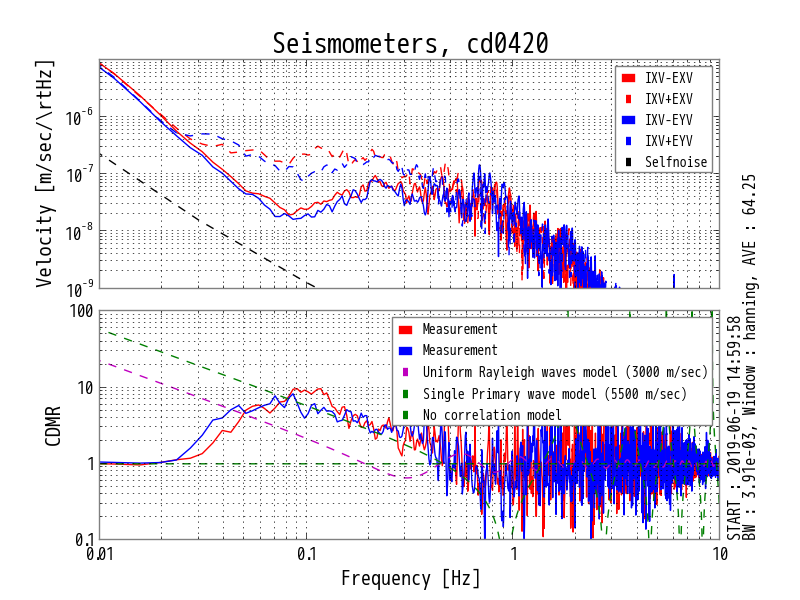 Seismometers, cd0420
Velocity [m/sec/\rtHz]
10-6
10-7
10-8
10-9
IXV-EXV
IXV+EXV
IXV-EYV
IXV+EYV
Selfnoise
CDMR
100
10
1
0.1
Measurement
Measurement
Uniform Rayleigh waves model (3000 m/sec)
Single Primary wave model (5500 m/sec)
No correlation model
0.01
0.1
1
10
Frequency [Hz]
START : 2019-06-19 14:59:58
BW : 3.91e-03, Window : hanning, AVE : 64.25